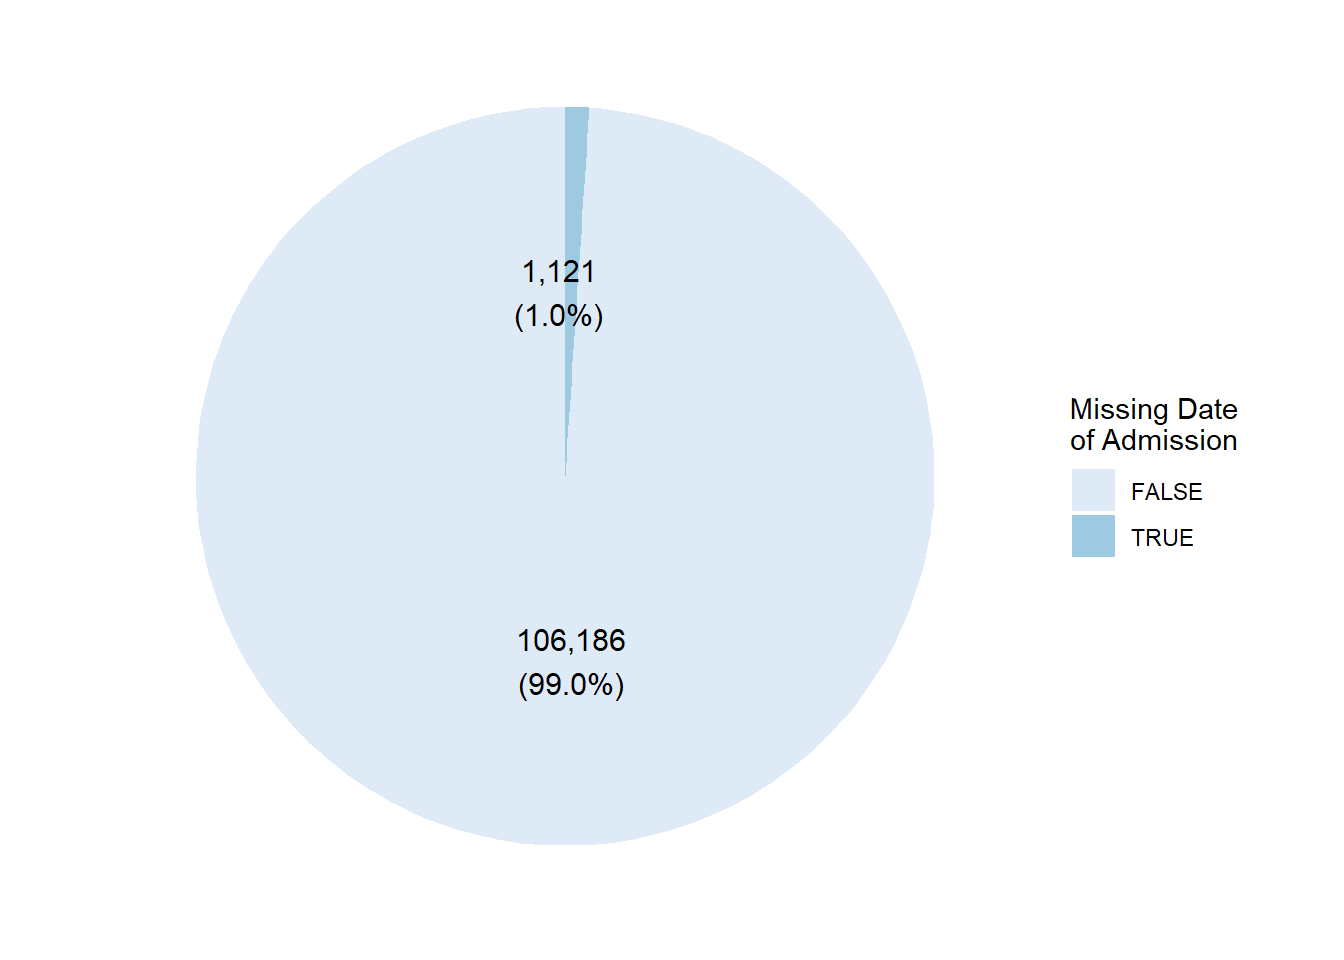 1,121
(1.0%)
106,186
(99.0%)
Missing Date
of Admission
FALSE
TRUE